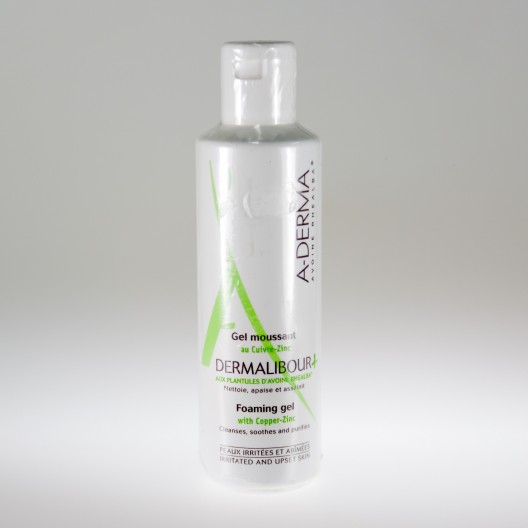 A-DERMA
AVOINE RHEALBA®
Gel moussant
au Cuivre-Zinc
DERMALIBOUR+
AUX PLANTULES D'AVOINE RHEALBA®
Nettoie, apaise et assainit
Foaming gel
with Copper-Zinc
Cleanses, soothes and purifies
PEAUX IRRITÉES ET ABIMÉES
IRRITATED AND UPSET SKIN